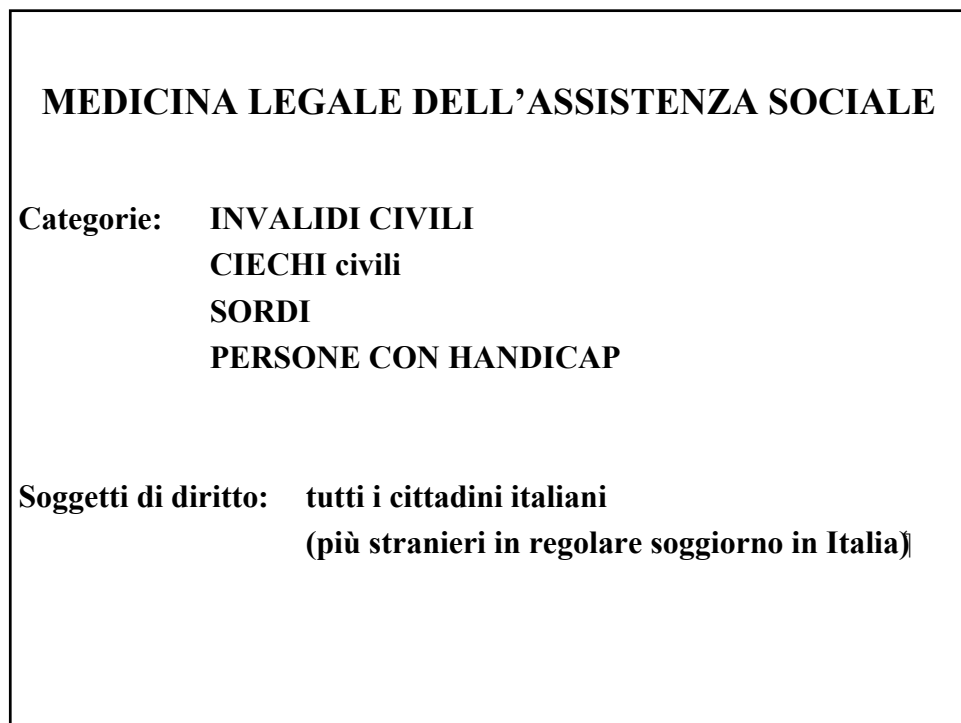 MEDICINA LEGALE DELL’ASSISTENZA SOCIALE
Categorie: INVALIDI CIVILI
CIECHI civili
SORDI
PERSONE CON HANDICAP
Soggetti di diritto: tutti i cittadini italiani
(più stranieri in regolare soggiorno in Italia)